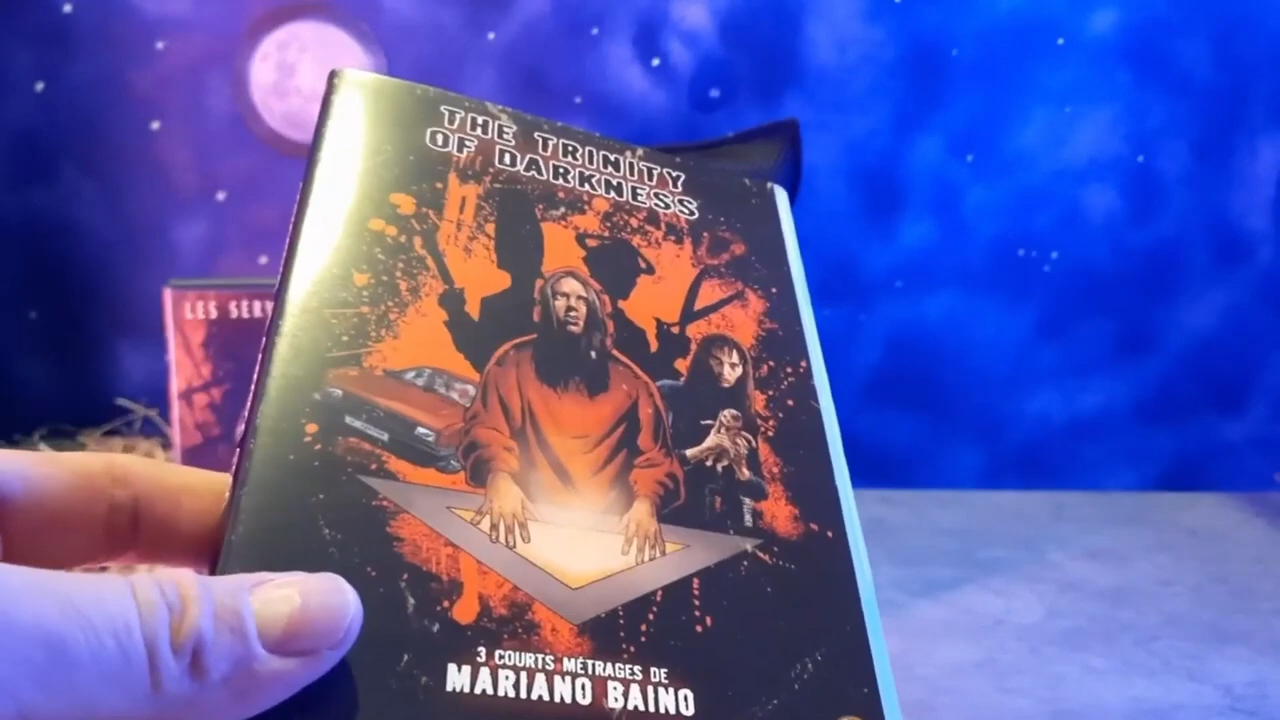 THE TRINITY
OF DARKNESS
LES SERV
3 COURTS MÉTRAGES DE
MARIANO BAINO